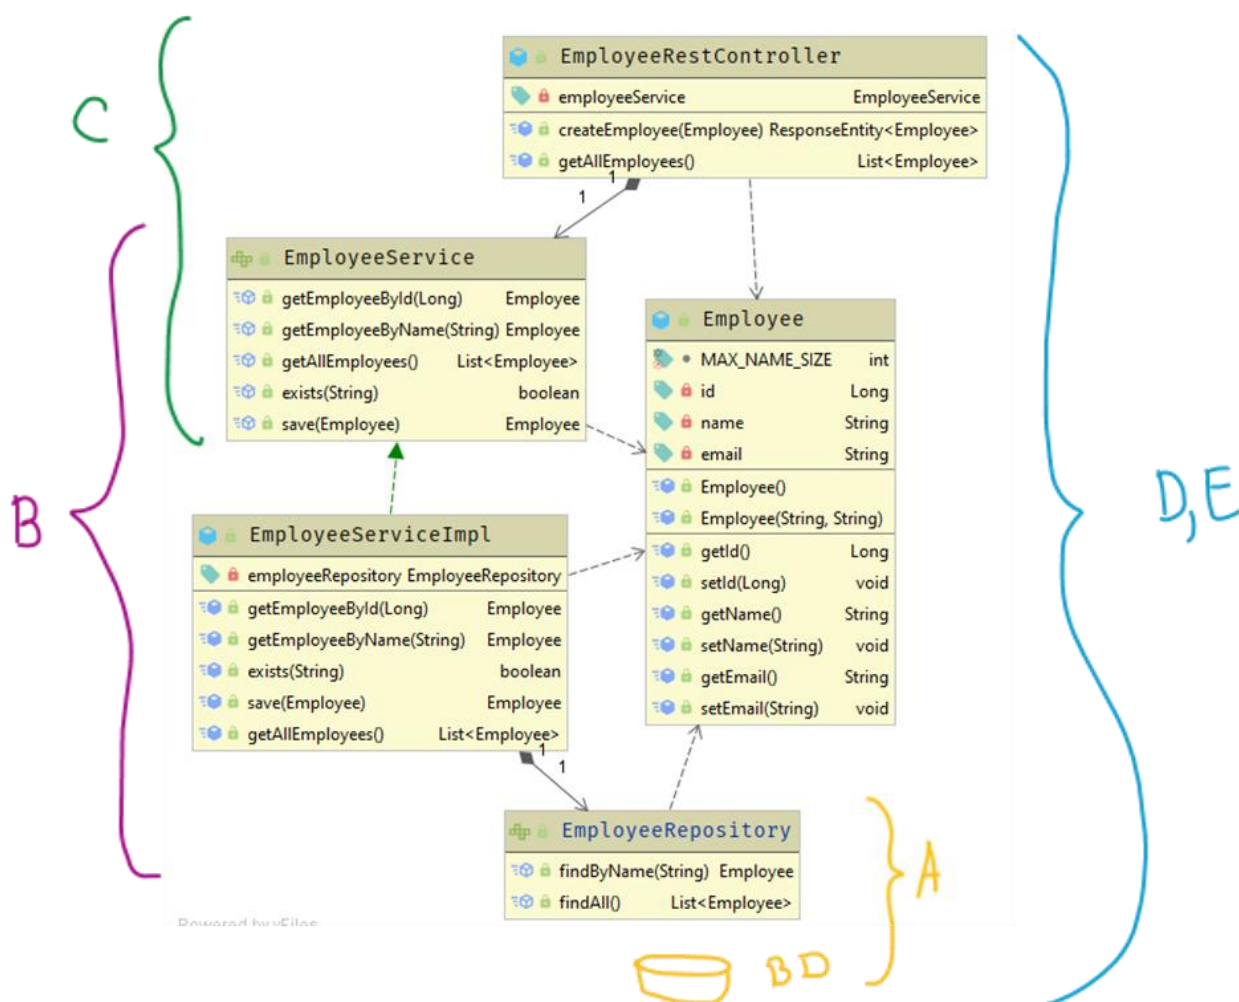 C
B
D,E
A
BD
EmployeeRestController
employeeService EmployeeService
createEmployee(Employee) ResponseEntity<Employee>
getAllEmployees() List<Employee>
1
1
EmployeeService
getEmployeeById(Long) Employee
getEmployeeByName(String) Employee
getAllEmployees() List<Employee>
exists(String) boolean
save(Employee) Employee
Employee
MAX_NAME_SIZE int
id Long
name String
email String
Employee()
Employee(String, String)
getId() Long
setId(Long) void
getName() String
setName(String) void
getEmail() String
setEmail(String) void
EmployeeServiceImpl
employeeRepository EmployeeRepository
getEmployeeById(Long) Employee
getEmployeeByName(String) Employee
exists(String) boolean
save(Employee) Employee
getAllEmployees() List<Employee>
1
1
EmployeeRepository
findByName(String) Employee
findAll() List<Employee>
Powered by yFiles